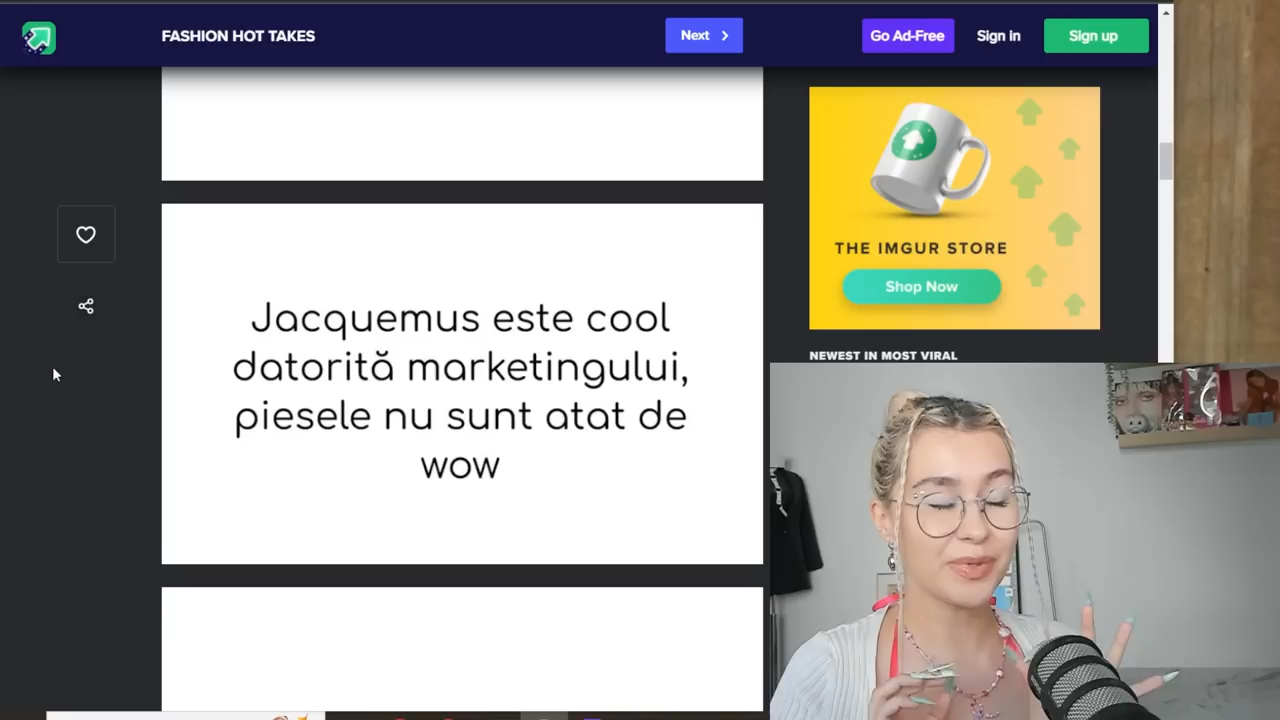 FASHION HOT TAKES
Next
Go Ad-Free
Sign in
Sign up
Jacquemus este cool
datorită marketingului,
piesele nu sunt atat de
wow
THE IMGUR STORE
Shop Now
NEWEST IN MOST VIRAL